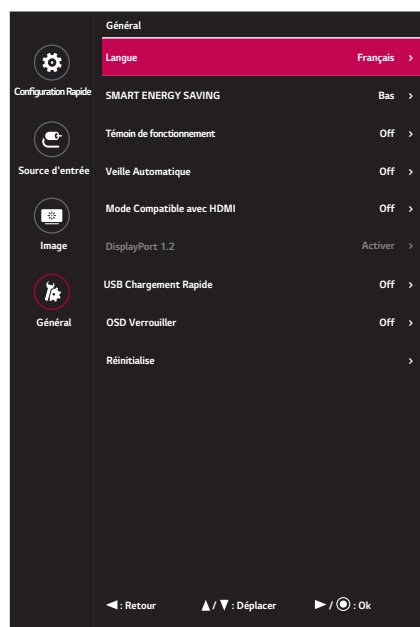 Général
Langue Français >
Configuration Rapide
SMART ENERGY SAVING Bas >
Témoin de fonctionnement Off >
Source d'entrée
Veille Automatique Off >
Mode Compatible avec HDMI Off >
Image
DisplayPort 1.2 Activer >
USB Chargement Rapide Off >
Général
OSD Verrouiller Off >
Réinitialise >
◄ : Retour ▲ / ▼ : Déplacer ► / ◉ : Ok